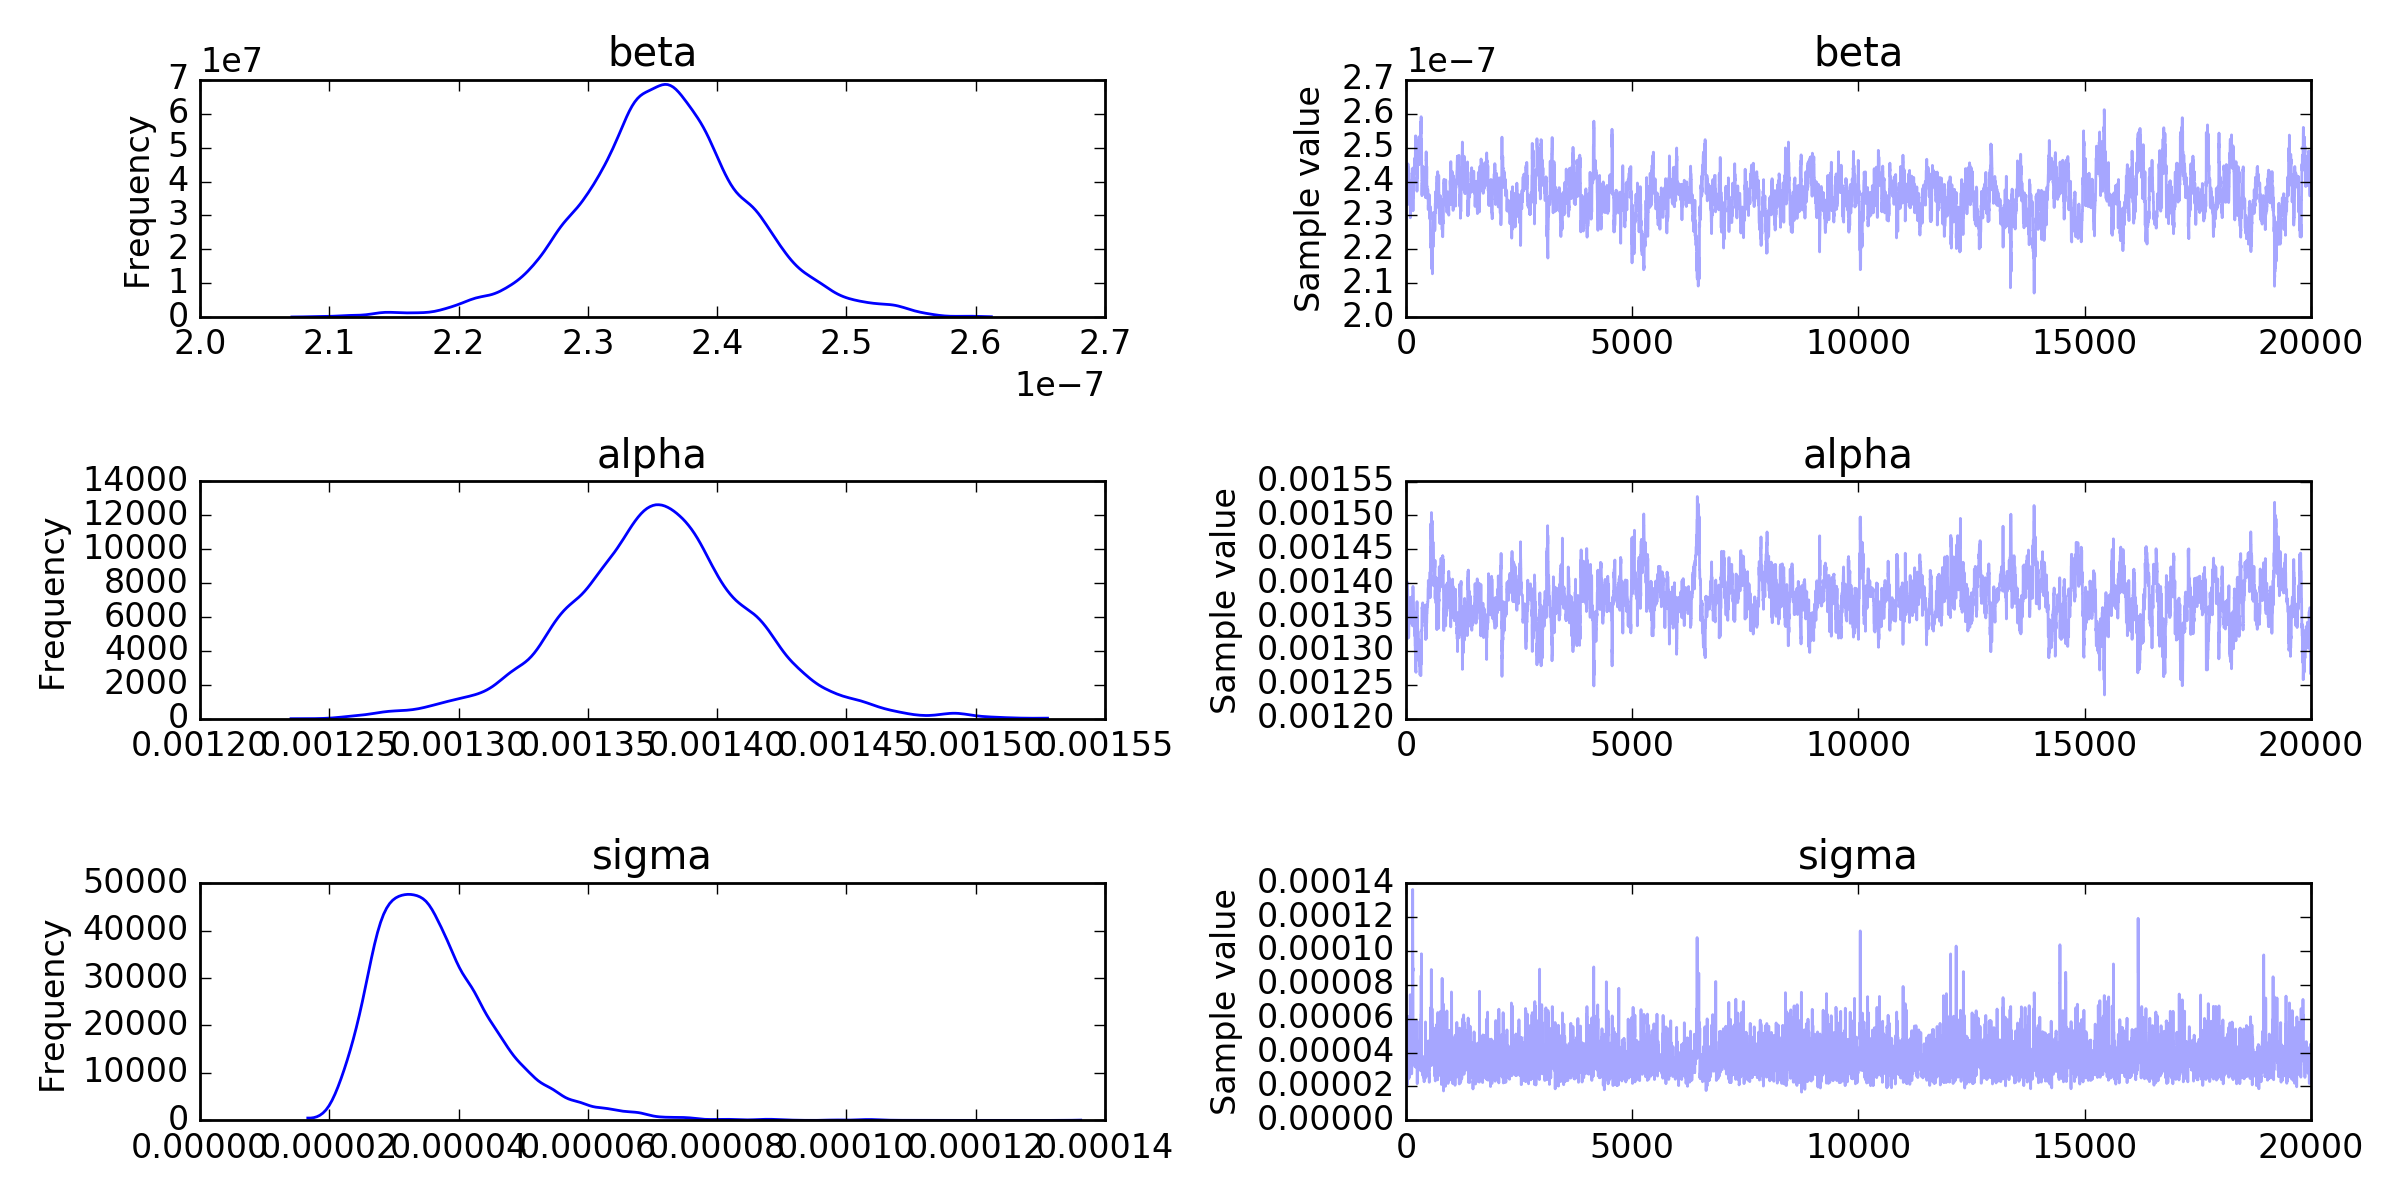 beta
1e7
Frequency
7
6
5
4
3
2
1
0
2.0 2.1 2.2 2.3 2.4 2.5 2.6 2.7
1e−7
beta
1e−7
Sample value
2.7
2.6
2.5
2.4
2.3
2.2
2.1
2.0
0 5000 10000 15000 20000
alpha
Frequency
14000
12000
10000
8000
6000
4000
2000
0
0.00120 0.00125 0.00130 0.00135 0.00140 0.00145 0.00150 0.00155
alpha
Sample value
0.00155
0.00150
0.00145
0.00140
0.00135
0.00130
0.00125
0.00120
0 5000 10000 15000 20000
sigma
Frequency
50000
40000
30000
20000
10000
0
0.00000 0.00002 0.00004 0.00006 0.00008 0.00010 0.00012 0.00014
sigma
Sample value
0.00014
0.00012
0.00010
0.00008
0.00006
0.00004
0.00002
0.00000
0 5000 10000 15000 20000